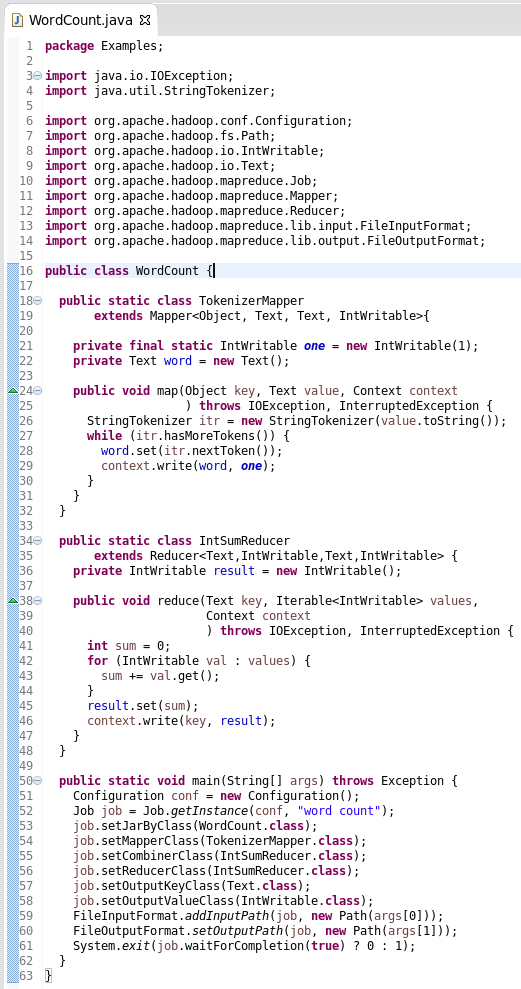 WordCount.java
1 package Examples;
2
3 import java.io.IOException;
4 import java.util.StringTokenizer;
5
6 import org.apache.hadoop.conf.Configuration;
7 import org.apache.hadoop.fs.Path;
8 import org.apache.hadoop.io.IntWritable;
9 import org.apache.hadoop.io.Text;
10 import org.apache.hadoop.mapreduce.Job;
11 import org.apache.hadoop.mapreduce.Mapper;
12 import org.apache.hadoop.mapreduce.Reducer;
13 import org.apache.hadoop.mapreduce.lib.input.FileInputFormat;
14 import org.apache.hadoop.mapreduce.lib.output.FileOutputFormat;
15
16 public class WordCount {
17
18   public static class TokenizerMapper
19        extends Mapper<Object, Text, Text, IntWritable>{
20
21     private final static IntWritable one = new IntWritable(1);
22     private Text word = new Text();
23
24     public void map(Object key, Text value, Context context
25                     ) throws IOException, InterruptedException {
26       StringTokenizer itr = new StringTokenizer(value.toString());
27       while (itr.hasMoreTokens()) {
28         word.set(itr.nextToken());
29         context.write(word, one);
30       }
31     }
32   }
33
34   public static class IntSumReducer
35        extends Reducer<Text,IntWritable,Text,IntWritable> {
36     private IntWritable result = new IntWritable();
37
38     public void reduce(Text key, Iterable<IntWritable> values,
39                        Context context
40                        ) throws IOException, InterruptedException {
41       int sum = 0;
42       for (IntWritable val : values) {
43         sum += val.get();
44       }
45       result.set(sum);
46       context.write(key, result);
47     }
48   }
49
50   public static void main(String[] args) throws Exception {
51     Configuration conf = new Configuration();
52     Job job = Job.getInstance(conf, "word count");
53     job.setJarByClass(WordCount.class);
54     job.setMapperClass(TokenizerMapper.class);
55     job.setCombinerClass(IntSumReducer.class);
56     job.setReducerClass(IntSumReducer.class);
57     job.setOutputKeyClass(Text.class);
58     job.setOutputValueClass(IntWritable.class);
59     FileInputFormat.addInputPath(job, new Path(args[0]));
60     FileOutputFormat.setOutputPath(job, new Path(args[1]));
61     System.exit(job.waitForCompletion(true) ? 0 : 1);
62   }
63 }